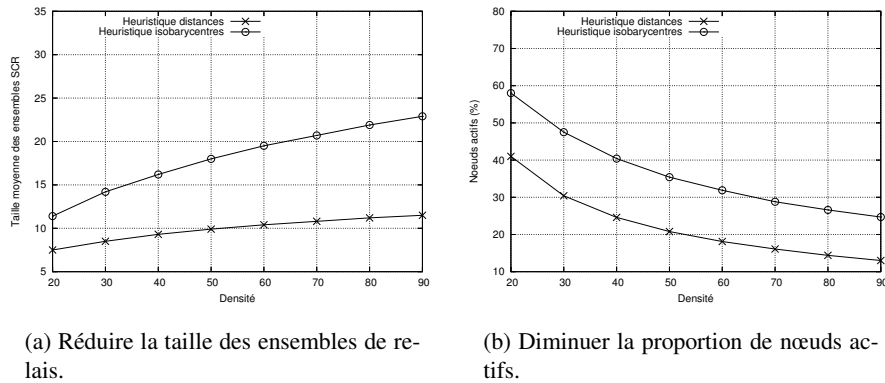 Heuristique distances
Heuristique isobarycentres
Taille moyenne des ensembles SCR
35
30
25
20
15
10
5
20 30 40 50 60 70 80 90
Densité
(a) Réduire la taille des ensembles de re-
lais.
Heuristique distances
Heuristique isobarycentres
Noeuds actifs (%)
80
70
60
50
40
30
20
10
20 30 40 50 60 70 80 90
Densité
(b) Diminuer la proportion de nœuds ac-
tifs.